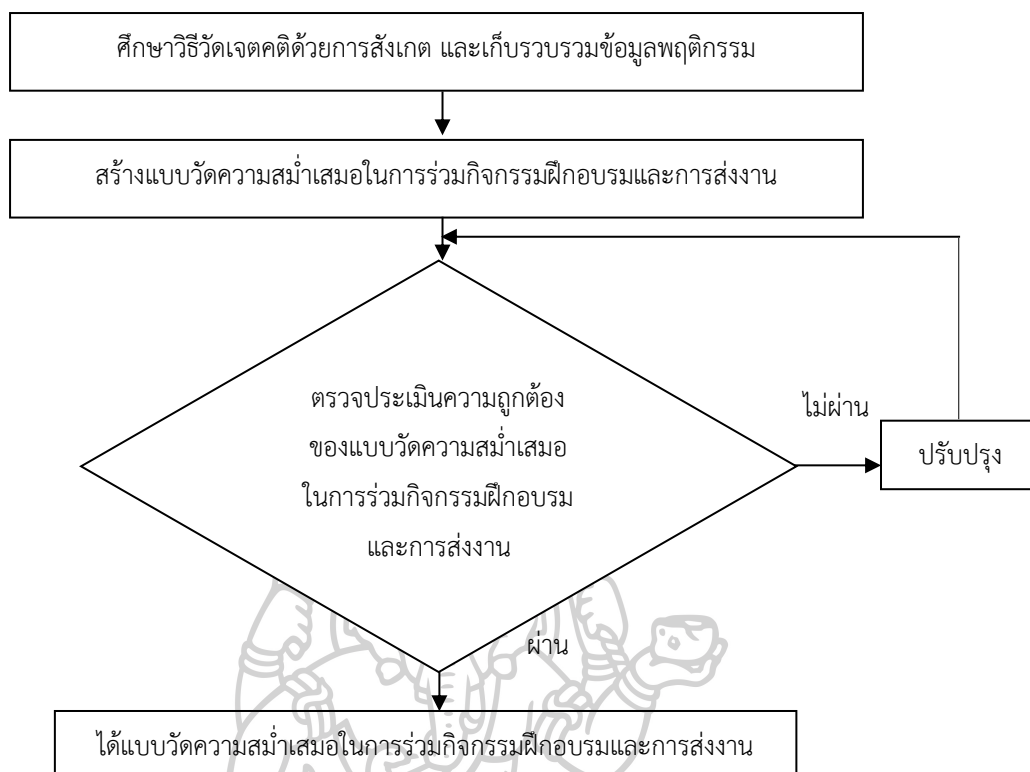 ศึกษาวิธีวัดเจตคติด้วยการสังเกต และเก็บรวบรวมข้อมูลพฤติกรรม
สร้างแบบวัดความสม่ำเสมอในการร่วมกิจกรรมฝึกอบรมและการส่งงาน
ตรวจประเมินความถูกต้อง
ของแบบวัดความสม่ำเสมอ
ในการร่วมกิจกรรมฝึกอบรม
และการส่งงาน
ไม่ผ่าน
ปรับปรุง
ผ่าน
ได้แบบวัดความสม่ำเสมอในการร่วมกิจกรรมฝึกอบรมและการส่งงาน